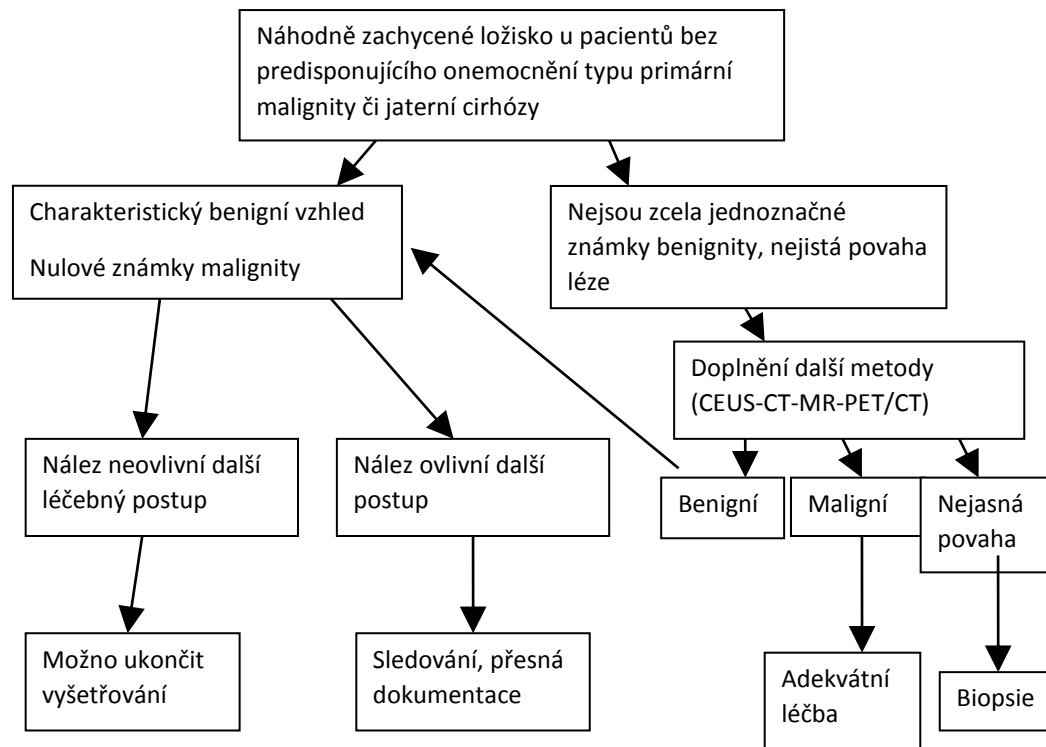 Náhodně zachycené ložisko u pacientů bez
predisponujícího onemocnění typu primární
malignity či jaterní cirhózy
Charakteristický benigní vzhled
Nulové známky malignity
Nejsou zcela jednoznačné
známky benignity, nejistá povaha
léze
Doplnění další metody
(CEUS-CT-MR-PET/CT)
Nález neovlivní další
léčebný postup
Nález ovlivní další
postup
Benigní
Maligní
Nejasná
povaha
Možno ukončit
vyšetřování
Sledování, přesná
dokumentace
Adekvátní
léčba
Biopsie